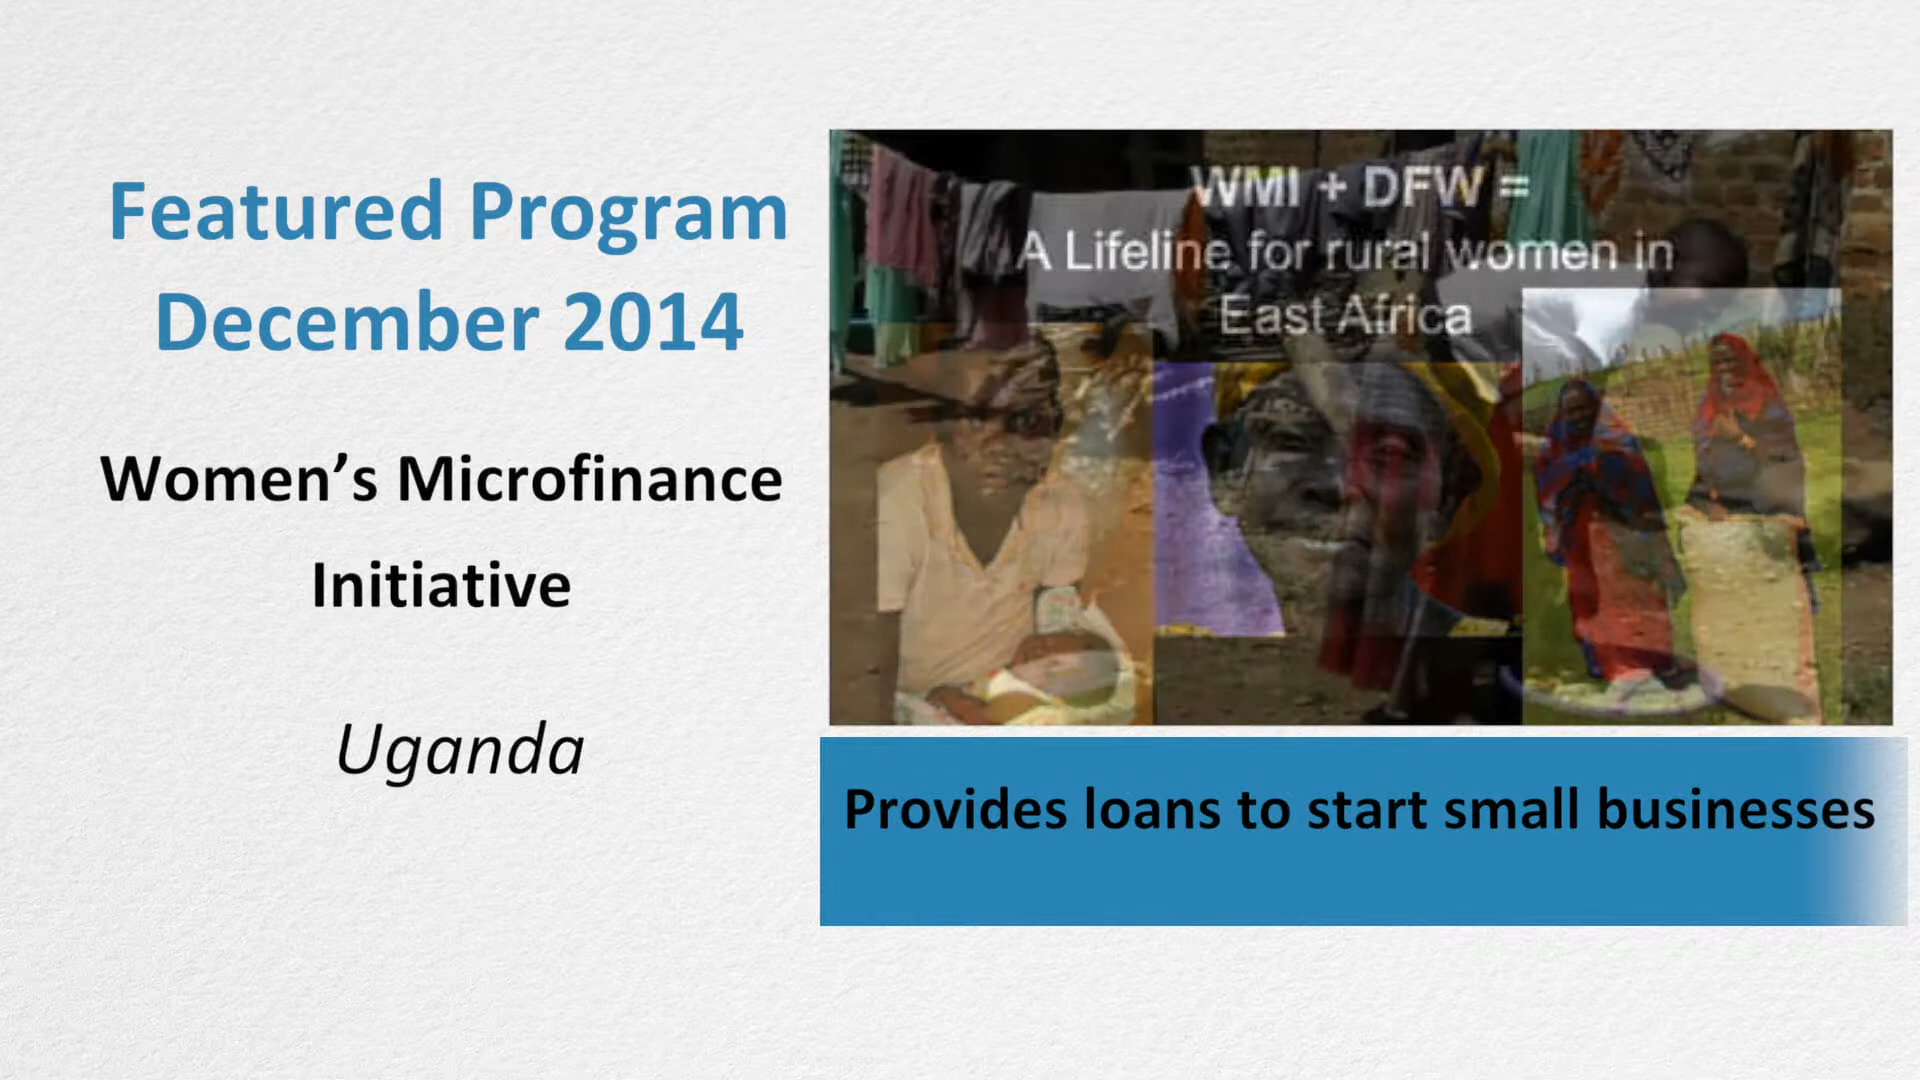 Featured Program
December 2014
Women’s Microfinance
Initiative
Uganda
WMI + DFW =
A Lifeline for rural women in
East Africa
Provides loans to start small businesses